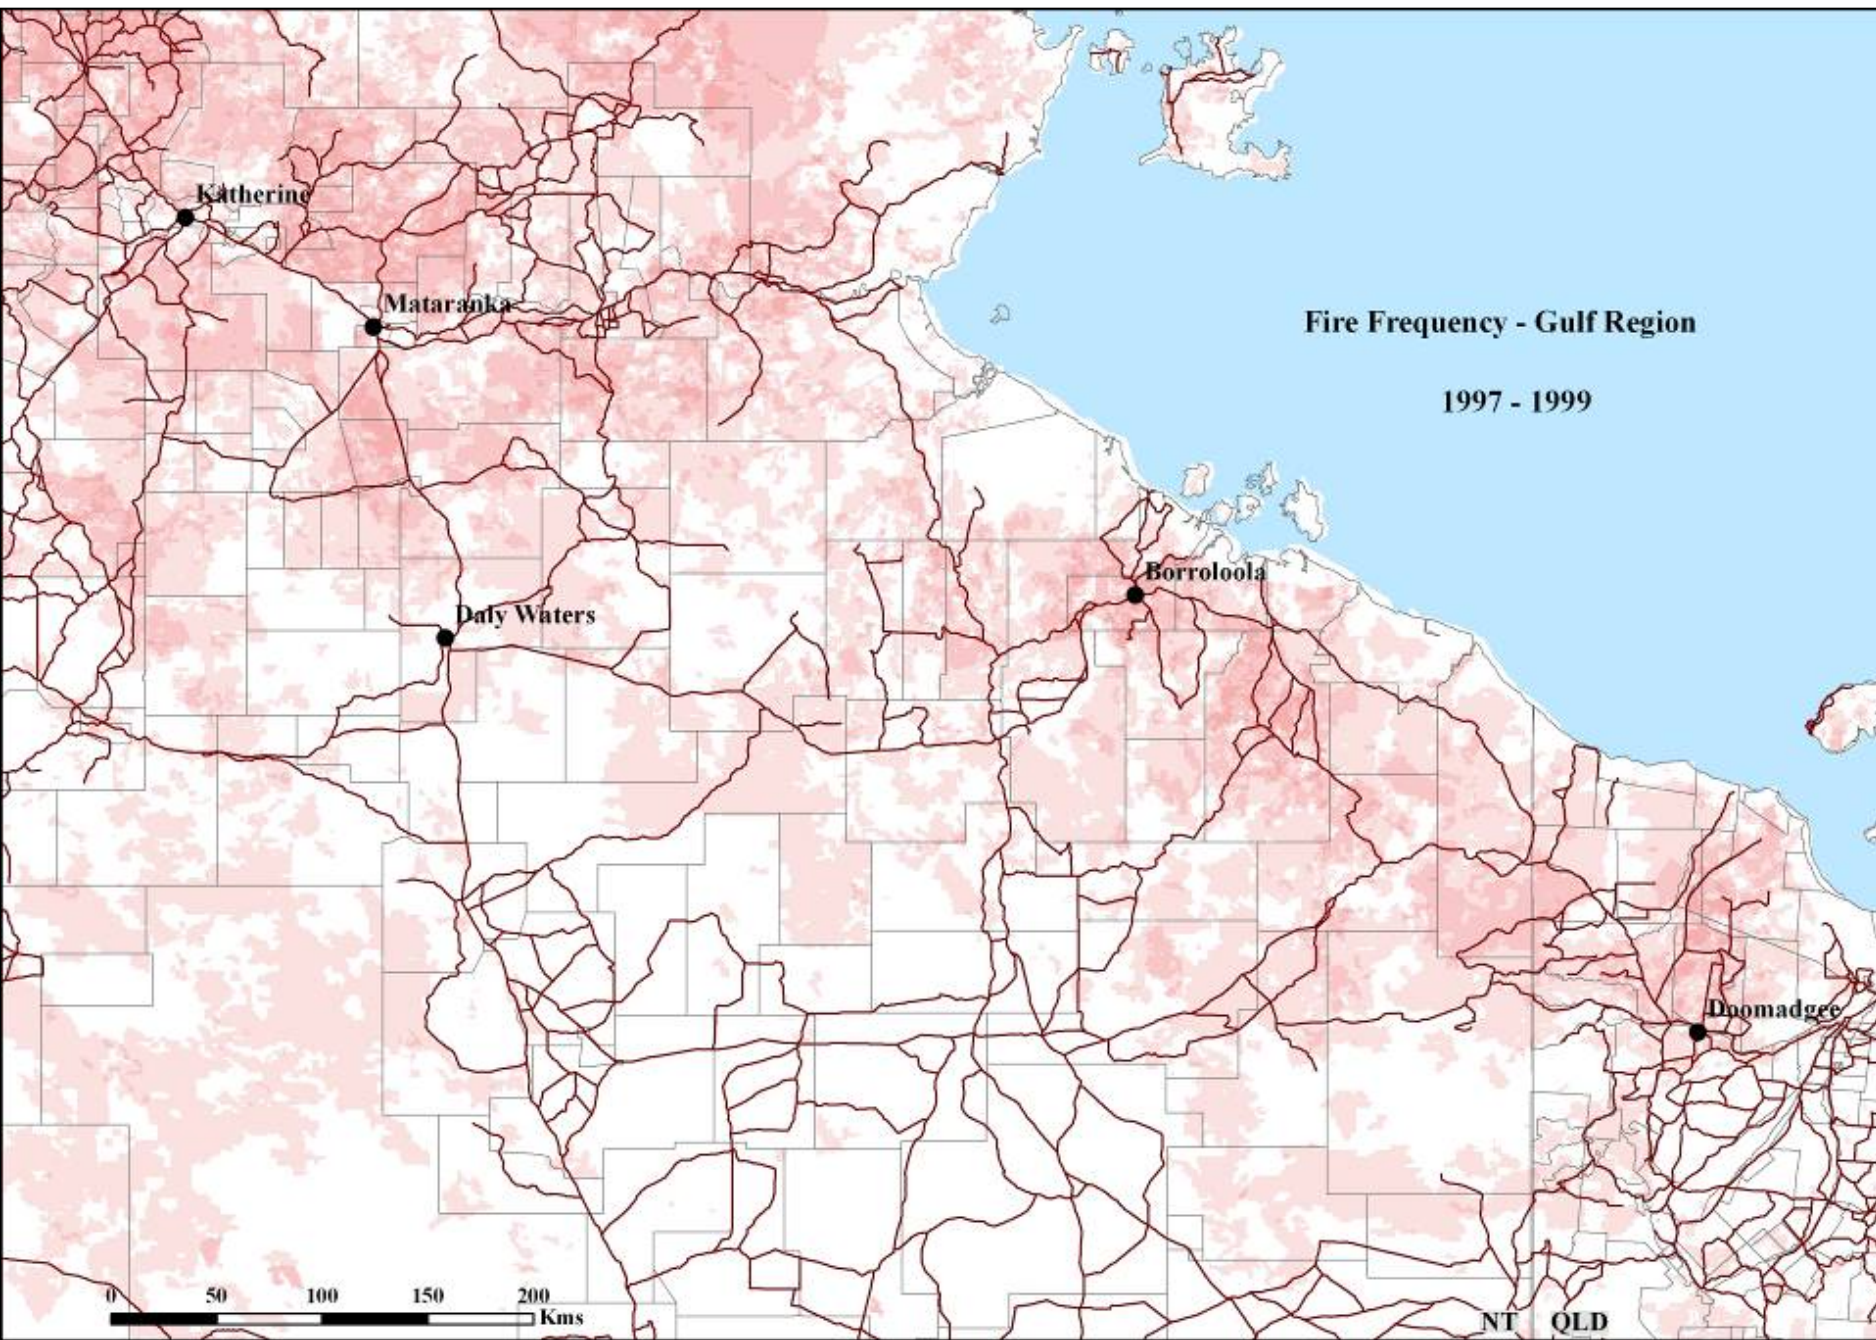 Katherine
Mataranka
Fire Frequency - Gulf Region
1997 - 1999
Borroloola
Daly Waters
Doomadgee
0 50 100 150 200
Kms
NT QLD